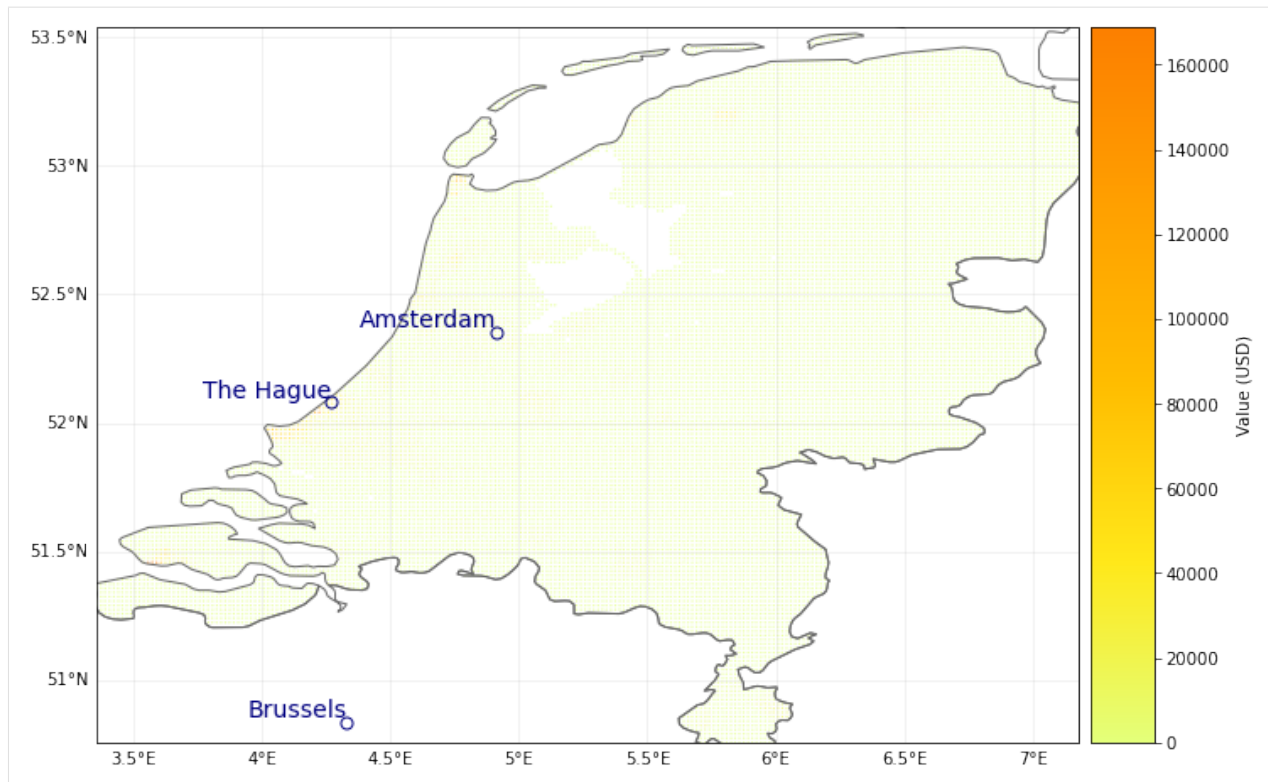 53.5°N
53°N
52.5°N
52°N
51.5°N
51°N
Amsterdam
The Hague
Brussels
3.5°E 4°E 4.5°E 5°E 5.5°E 6°E 6.5°E 7°E
160000
140000
120000
100000
80000
60000
40000
20000
0
Value (USD)